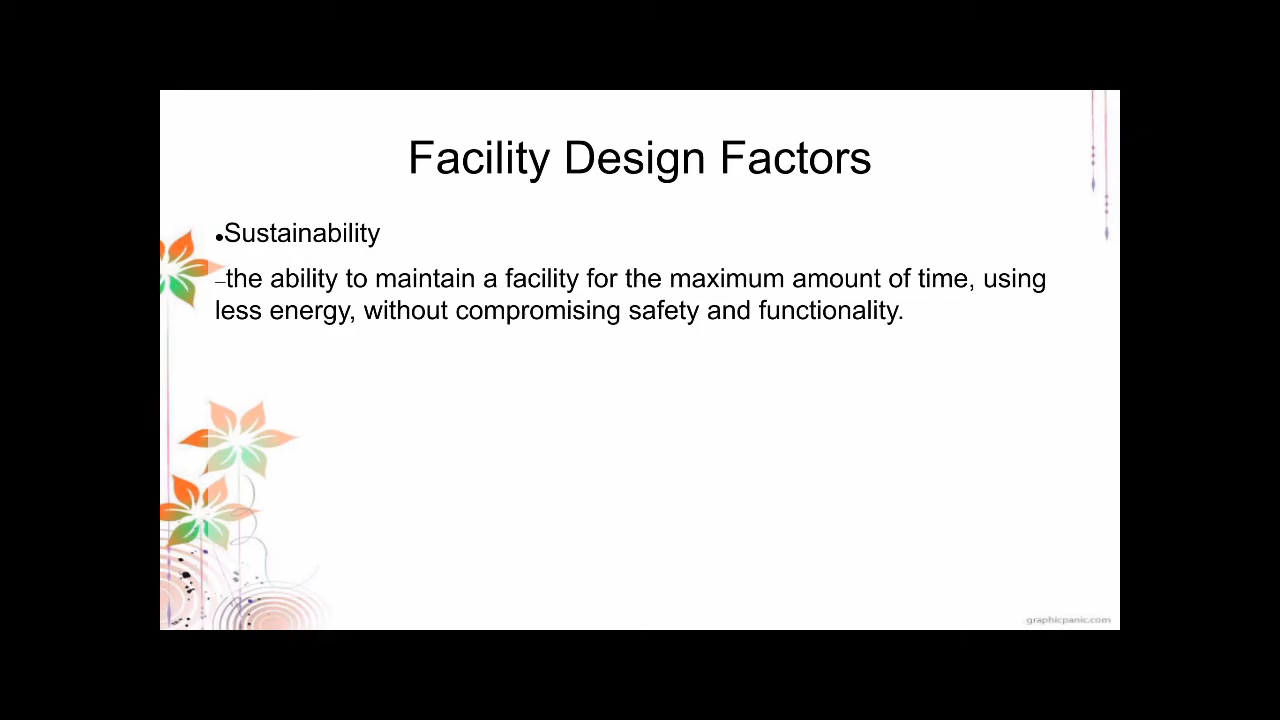 Facility Design Factors
●Sustainability
–the ability to maintain a facility for the maximum amount of time, using
less energy, without compromising safety and functionality.
graphicpanic.com